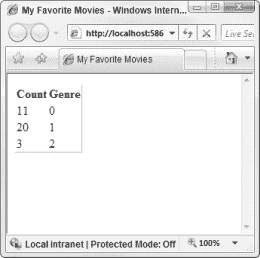 My Favorite Movies - Windows Intern...
http://localhost:586
Live Sea
My Favorite Movies
Count Genre
11 0
20 1
3 2
Local intranet | Protected Mode: Off
100%